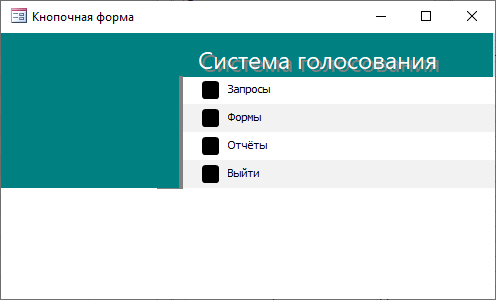 Кнопочная форма
Система голосования
Запросы
Формы
Отчёты
Выйти